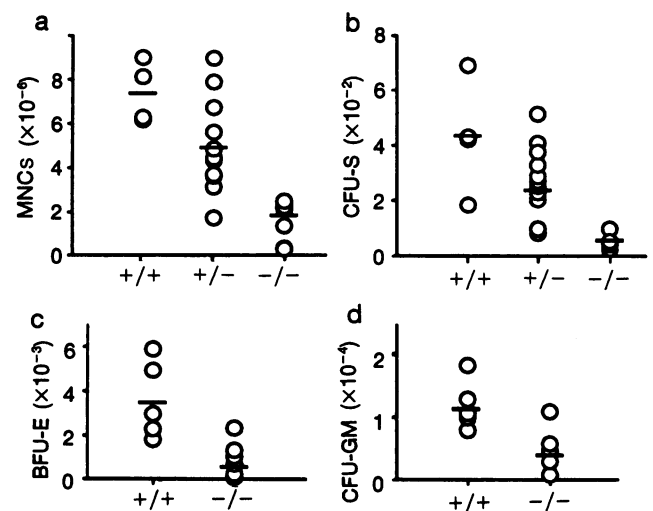 a
MNCs (×10⁻⁶)
8
6
4
2
0
+/+ +/− −/−
b
CFU-S (×10⁻²)
8
6
4
2
0
+/+ +/− −/−
c
BFU-E (×10⁻³)
6
4
2
0
+/+ −/−
d
CFU-GM (×10⁻⁴)
2
1
0
+/+ −/−